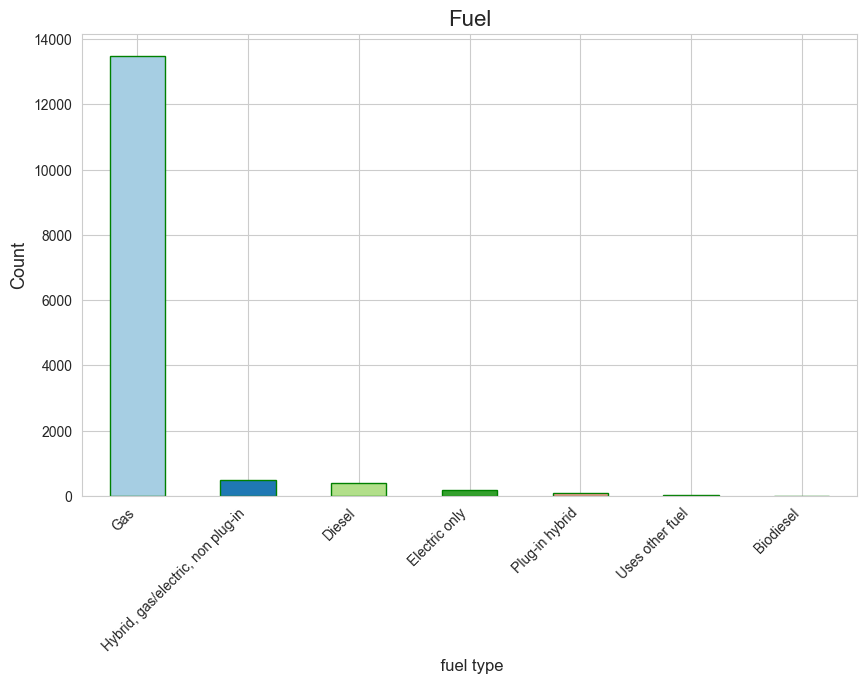 Fuel
14000
12000
10000
8000
6000
4000
2000
0
Count
Gas
Hybrid, gas/electric, non plug-in
Diesel
Electric only
Plug-in hybrid
Uses other fuel
Biodiesel
fuel type